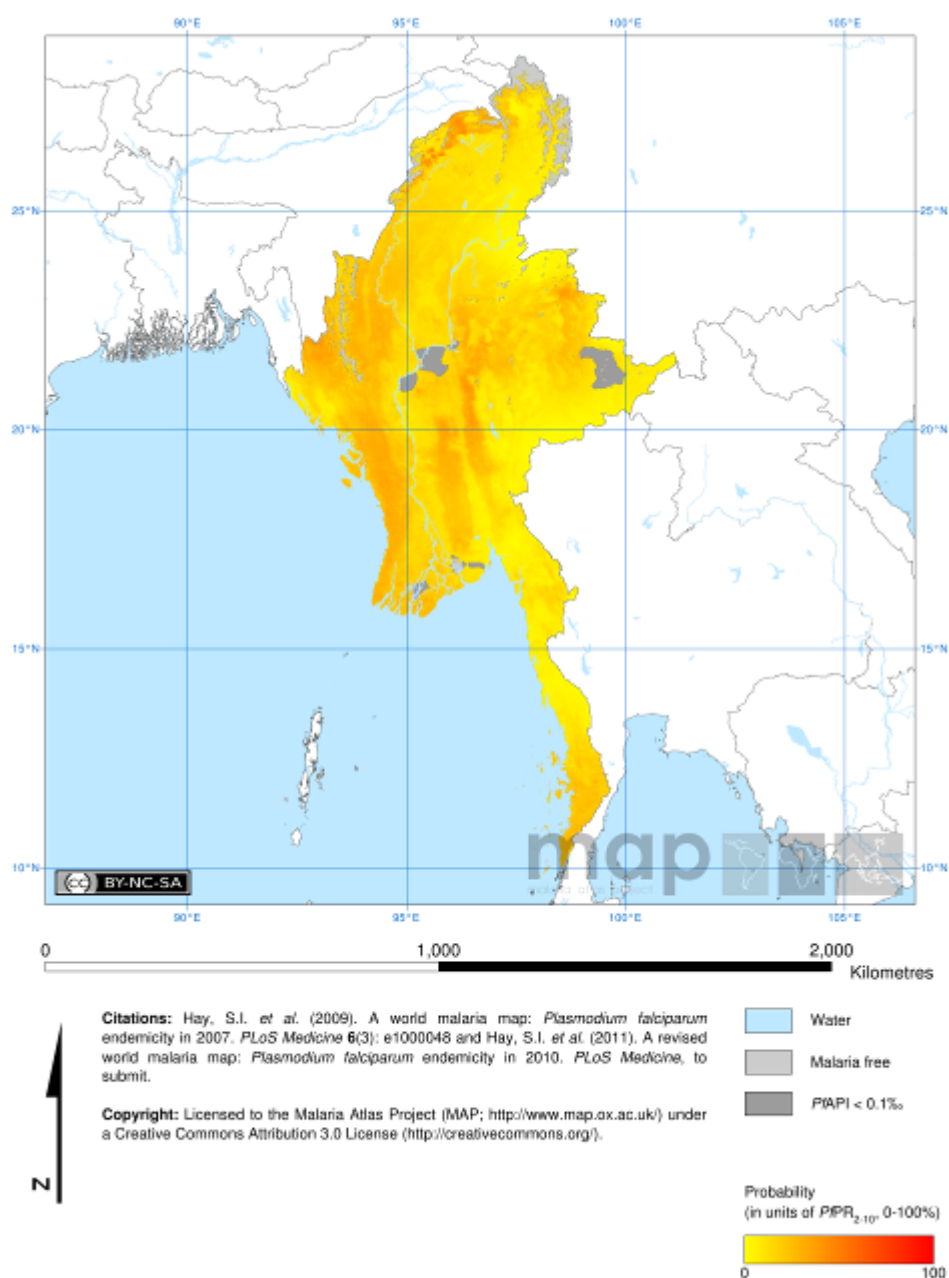 90°E 95°E 100°E 105°E
25°N 25°N
20°N 20°N
15°N 15°N
10°N 10°N
map
malaria atlas project
CC BY-NC-SA
90°E 95°E 100°E 105°E
0 1,000 2,000
Kilometres
Citations: Hay, S.I. et al. (2009). A world malaria map: Plasmodium falciparum
endemicity in 2007. PLoS Medicine 6(3): e1000048 and Hay, S.I. et al. (2011). A revised
world malaria map: Plasmodium falciparum endemicity in 2010. PLoS Medicine, to
submit.
Copyright: Licensed to the Malaria Atlas Project (MAP; http://www.map.ox.ac.uk/) under
a Creative Commons Attribution 3.0 License (http://creativecommons.org/).
N
Water
Malaria free
PfAPI < 0.1‰
Probability
(in units of PfPR2-10, 0-100%)
0 100